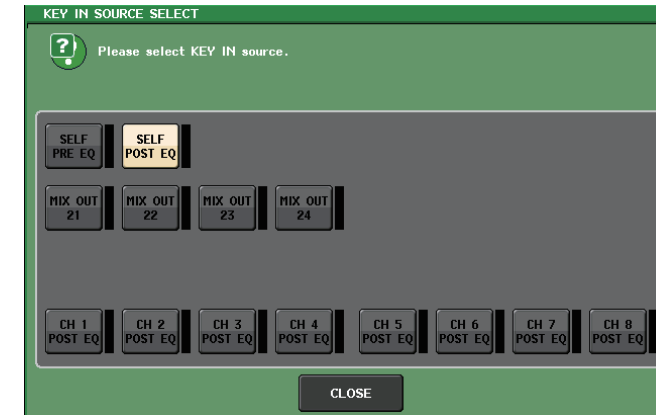 KEY IN SOURCE SELECT
Please select KEY IN source.
SELF PRE EQ
SELF POST EQ
MIX OUT 21
MIX OUT 22
MIX OUT 23
MIX OUT 24
CH 1 POST EQ
CH 2 POST EQ
CH 3 POST EQ
CH 4 POST EQ
CH 5 POST EQ
CH 6 POST EQ
CH 7 POST EQ
CH 8 POST EQ
CLOSE